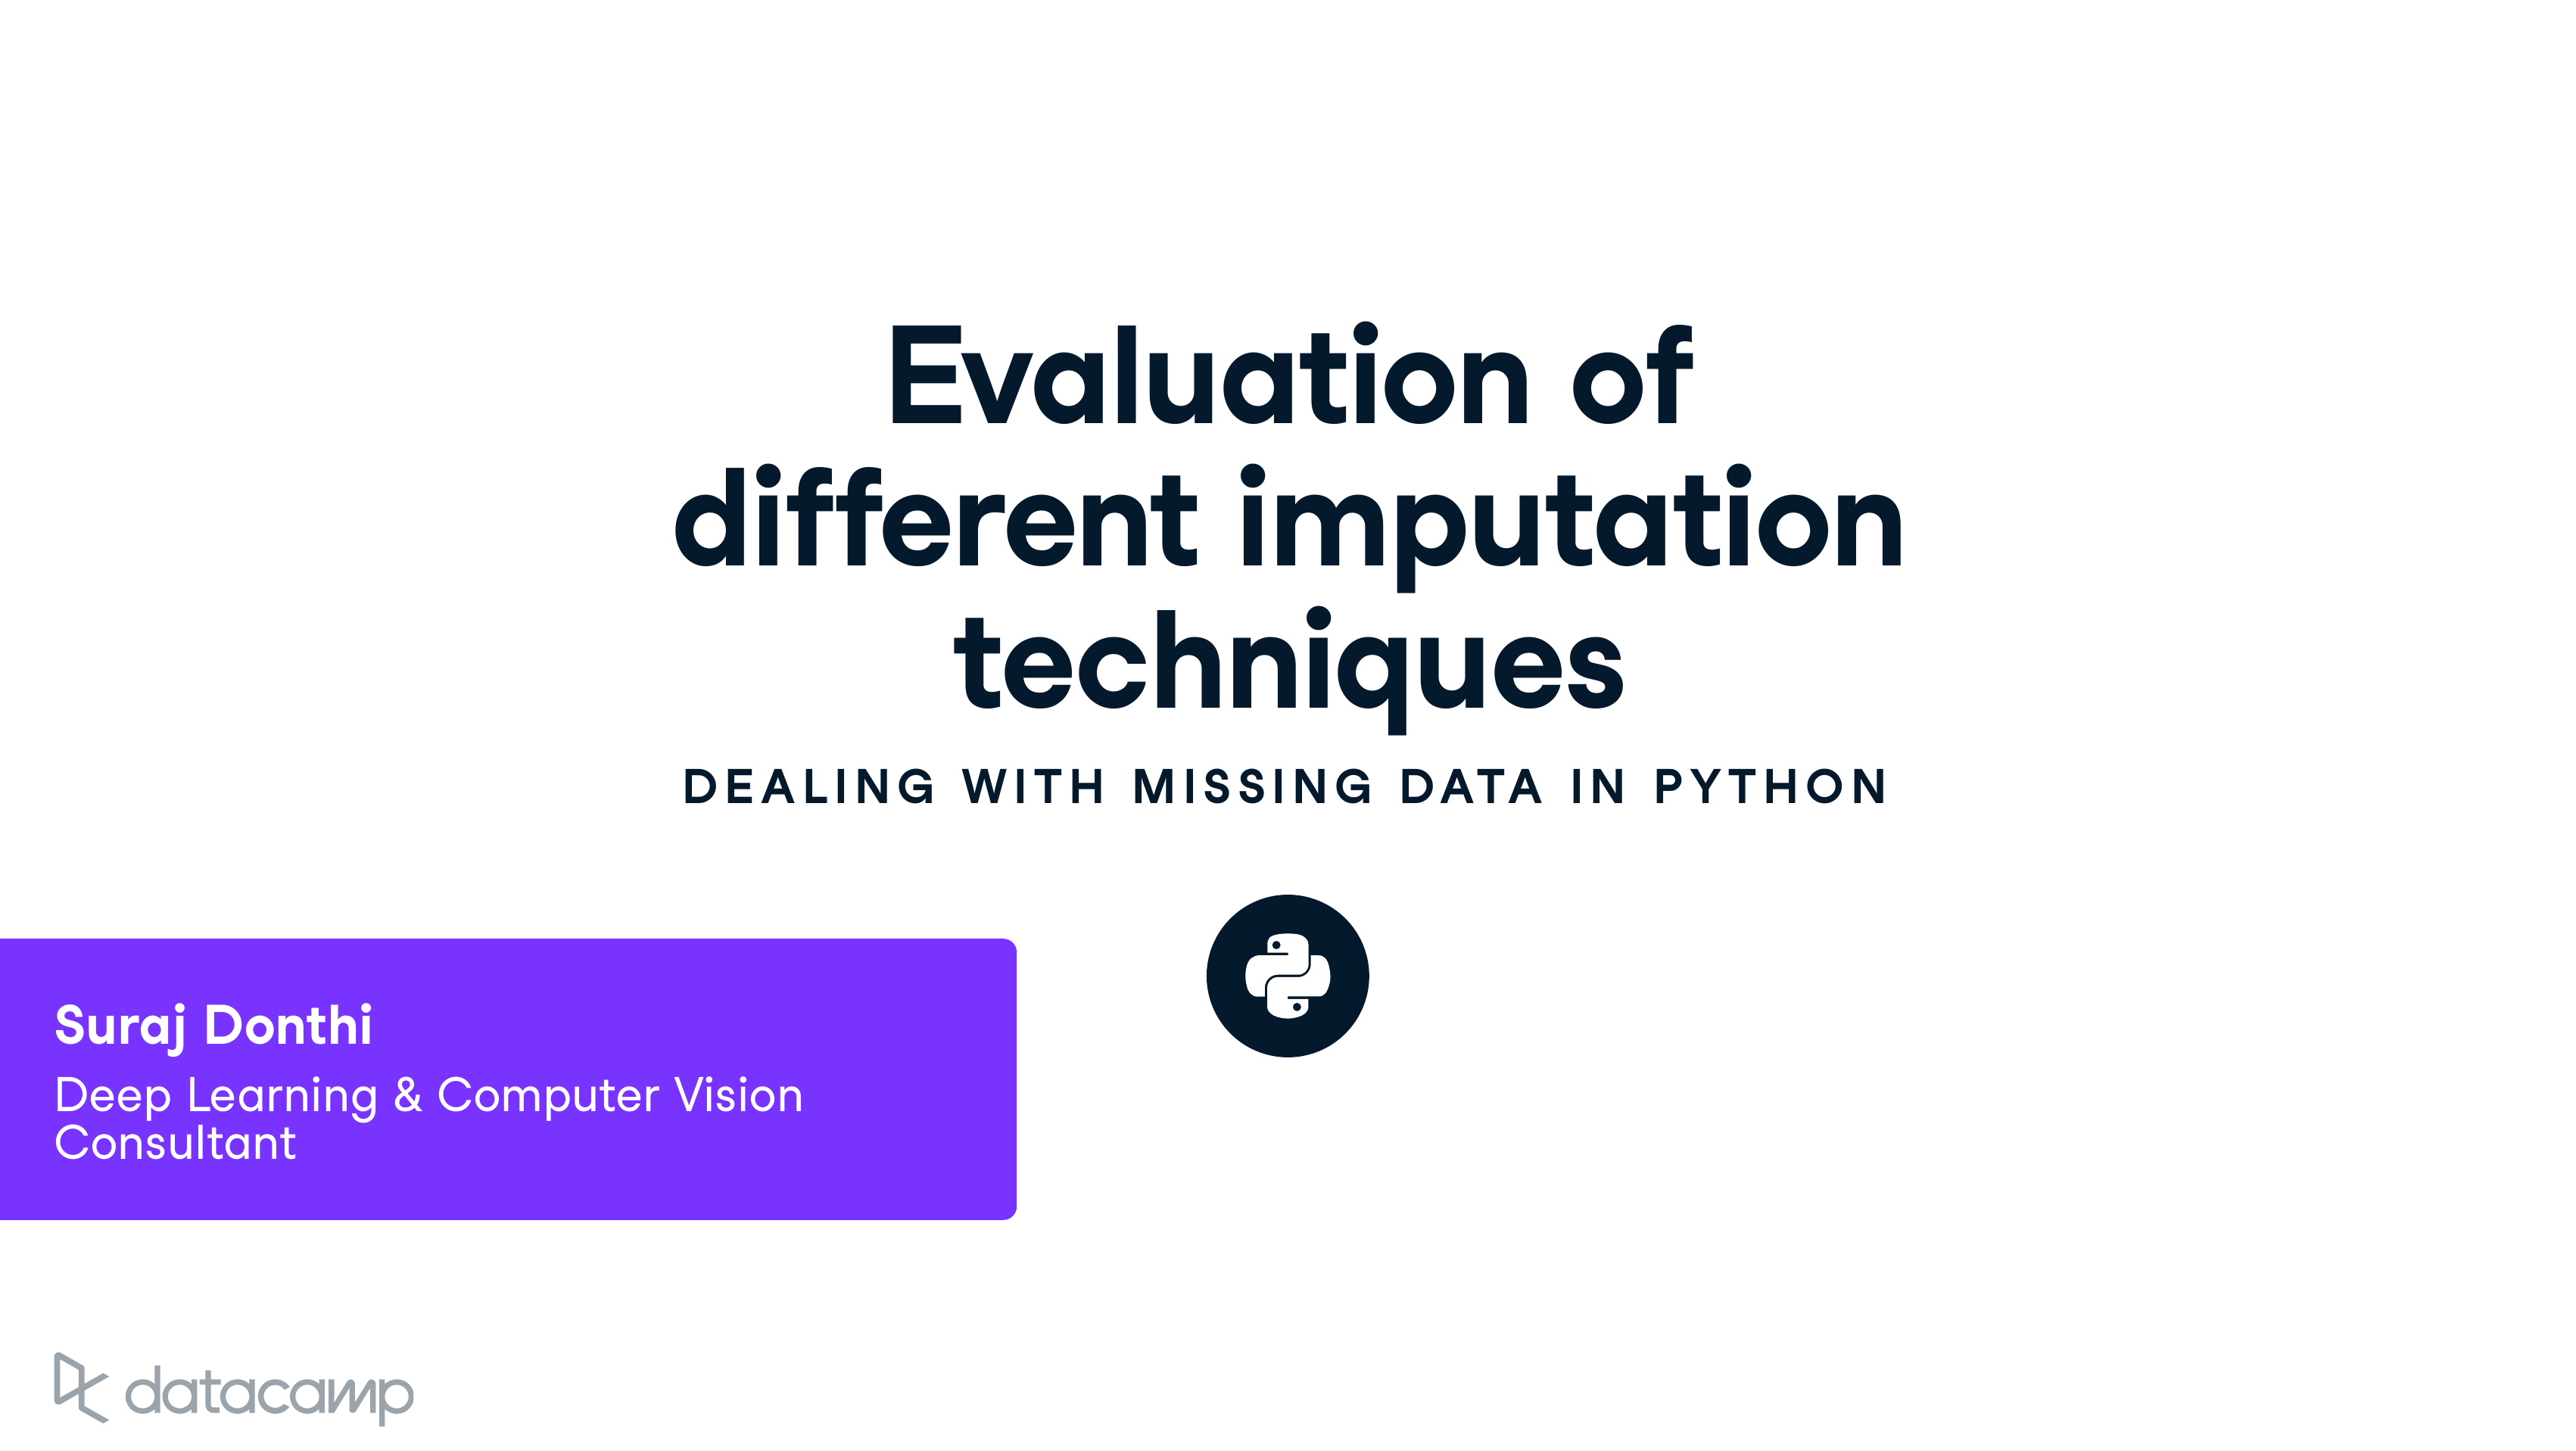 Evaluation of
different imputation
techniques
DEALING WITH MISSING DATA IN PYTHON
Suraj Donthi
Deep Learning & Computer Vision
Consultant
datacamp